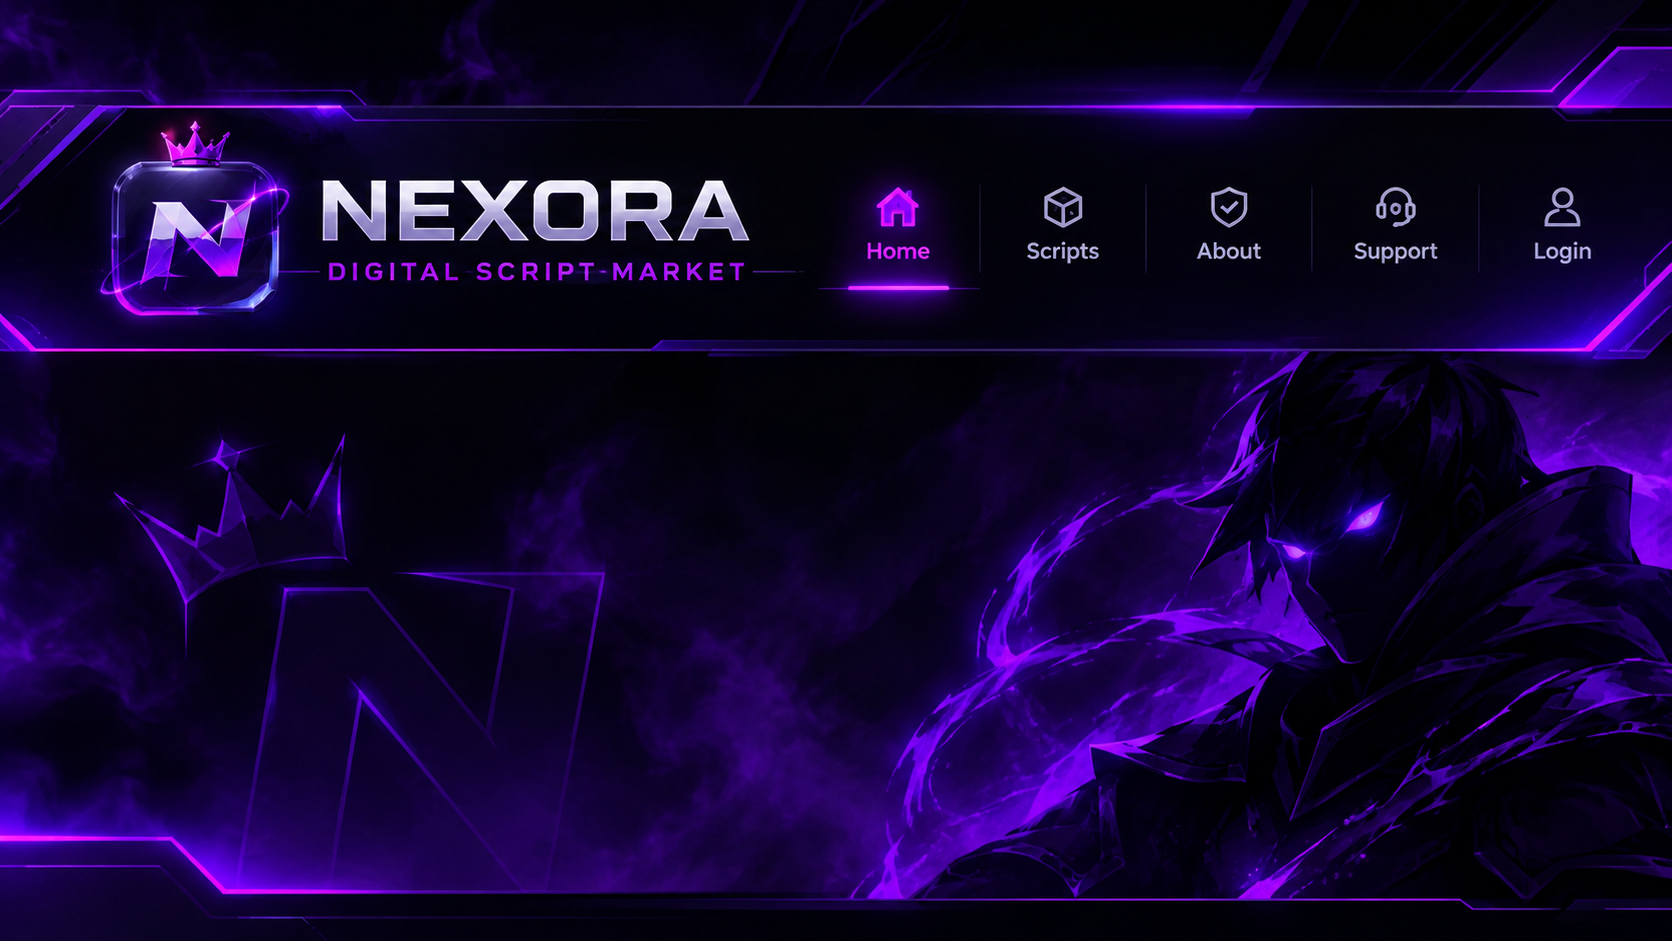 N
NEXORA
DIGITAL SCRIPT-MARKET
Home
Scripts
About
Support
Login
N